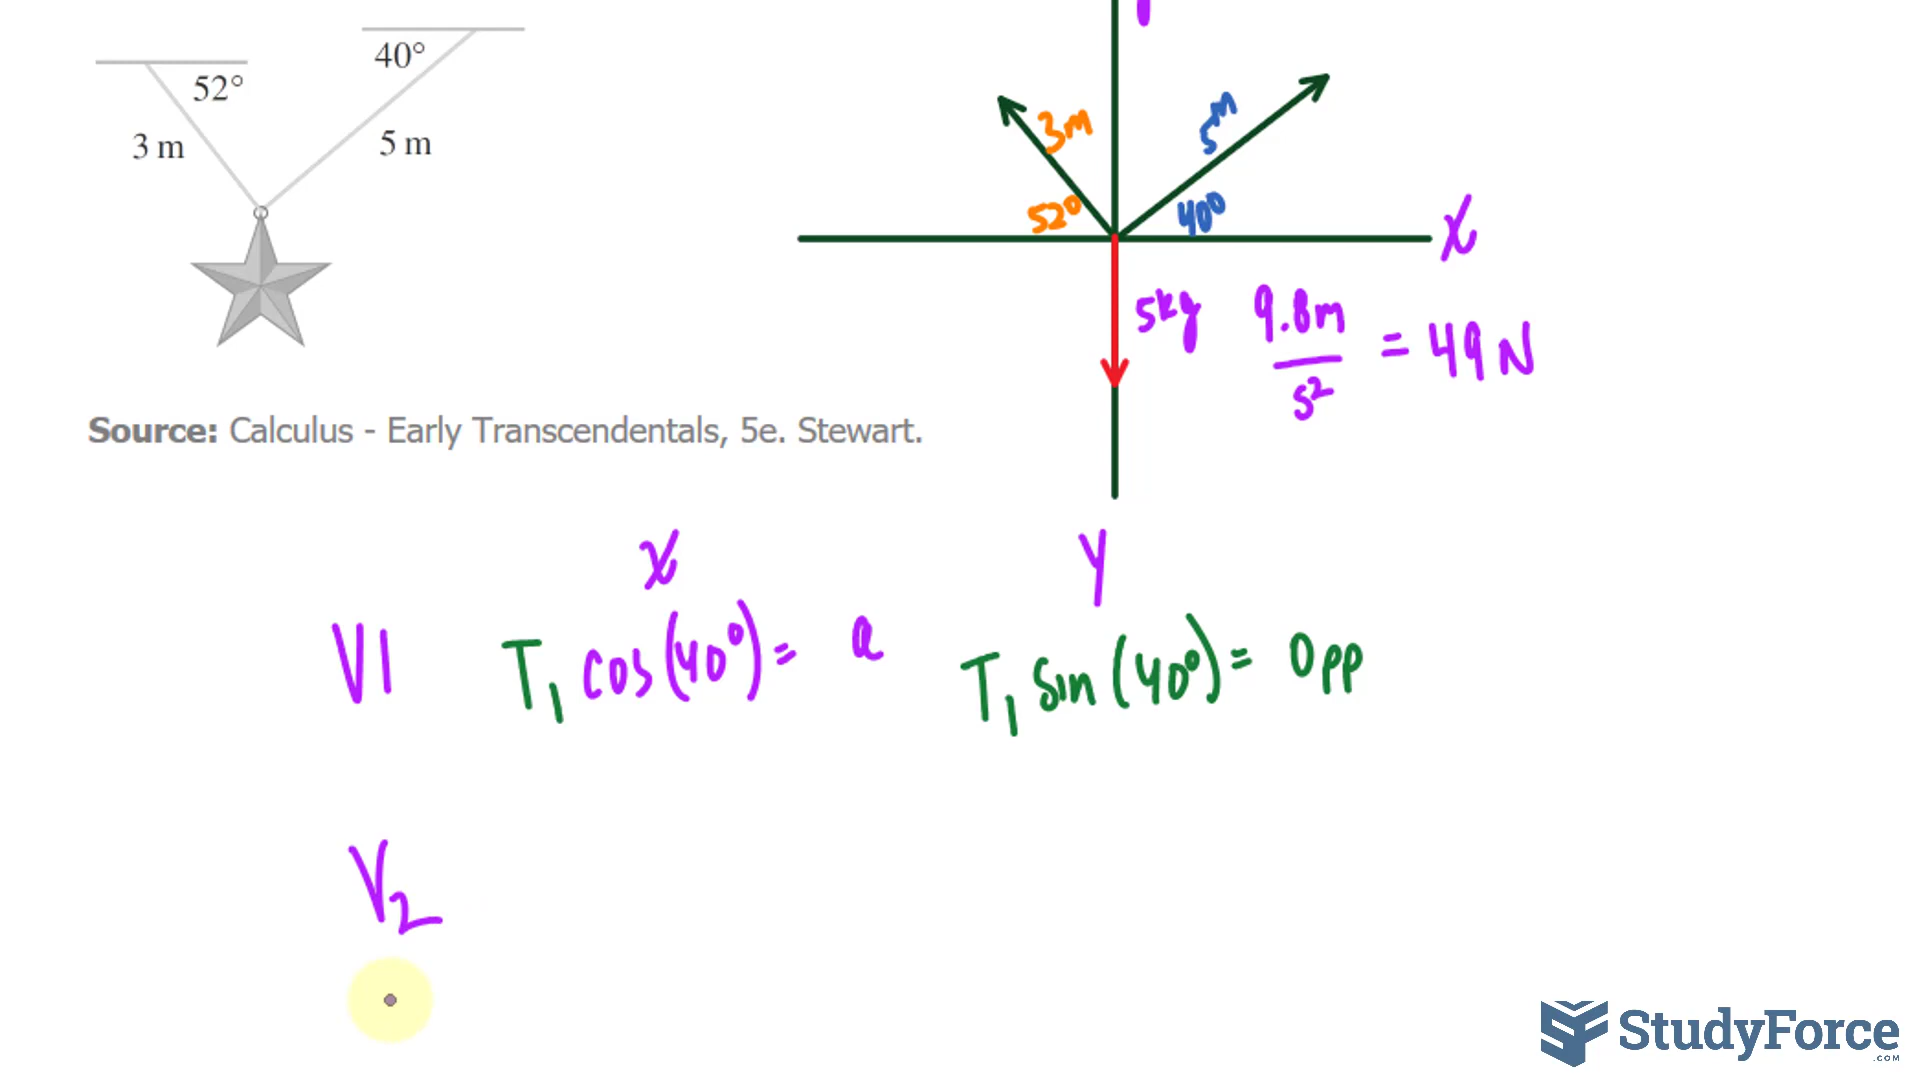 40°
52°
3 m
5 m
3m
5m
52°
40°
x
5kg 9.8m/s² = 49N
Source: Calculus - Early Transcendentals, 5e. Stewart.
x
y
V1 T₁ cos(40°) = a T₁ sin(40°) = Opp
V₂
StudyForce
.COM